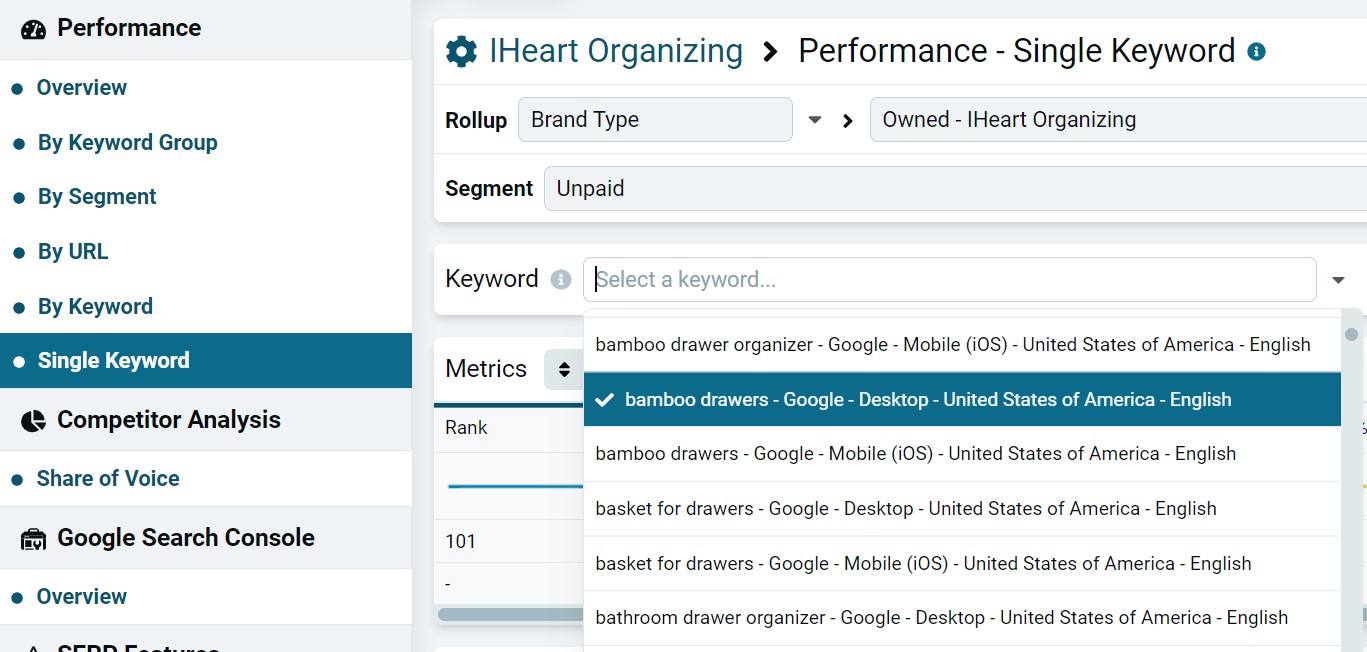 Performance
Overview
By Keyword Group
By Segment
By URL
By Keyword
Single Keyword
Competitor Analysis
Share of Voice
Google Search Console
Overview
SERP Features
IHeart Organizing > Performance - Single Keyword
Rollup Brand Type > Owned - IHeart Organizing
Segment Unpaid
Keyword Select a keyword...
bamboo drawer organizer - Google - Mobile (iOS) - United States of America - English
bamboo drawers - Google - Desktop - United States of America - English
bamboo drawers - Google - Mobile (iOS) - United States of America - English
basket for drawers - Google - Desktop - United States of America - English
basket for drawers - Google - Mobile (iOS) - United States of America - English
bathroom drawer organizer - Google - Desktop - United States of America - English
Metrics
Rank
101
-